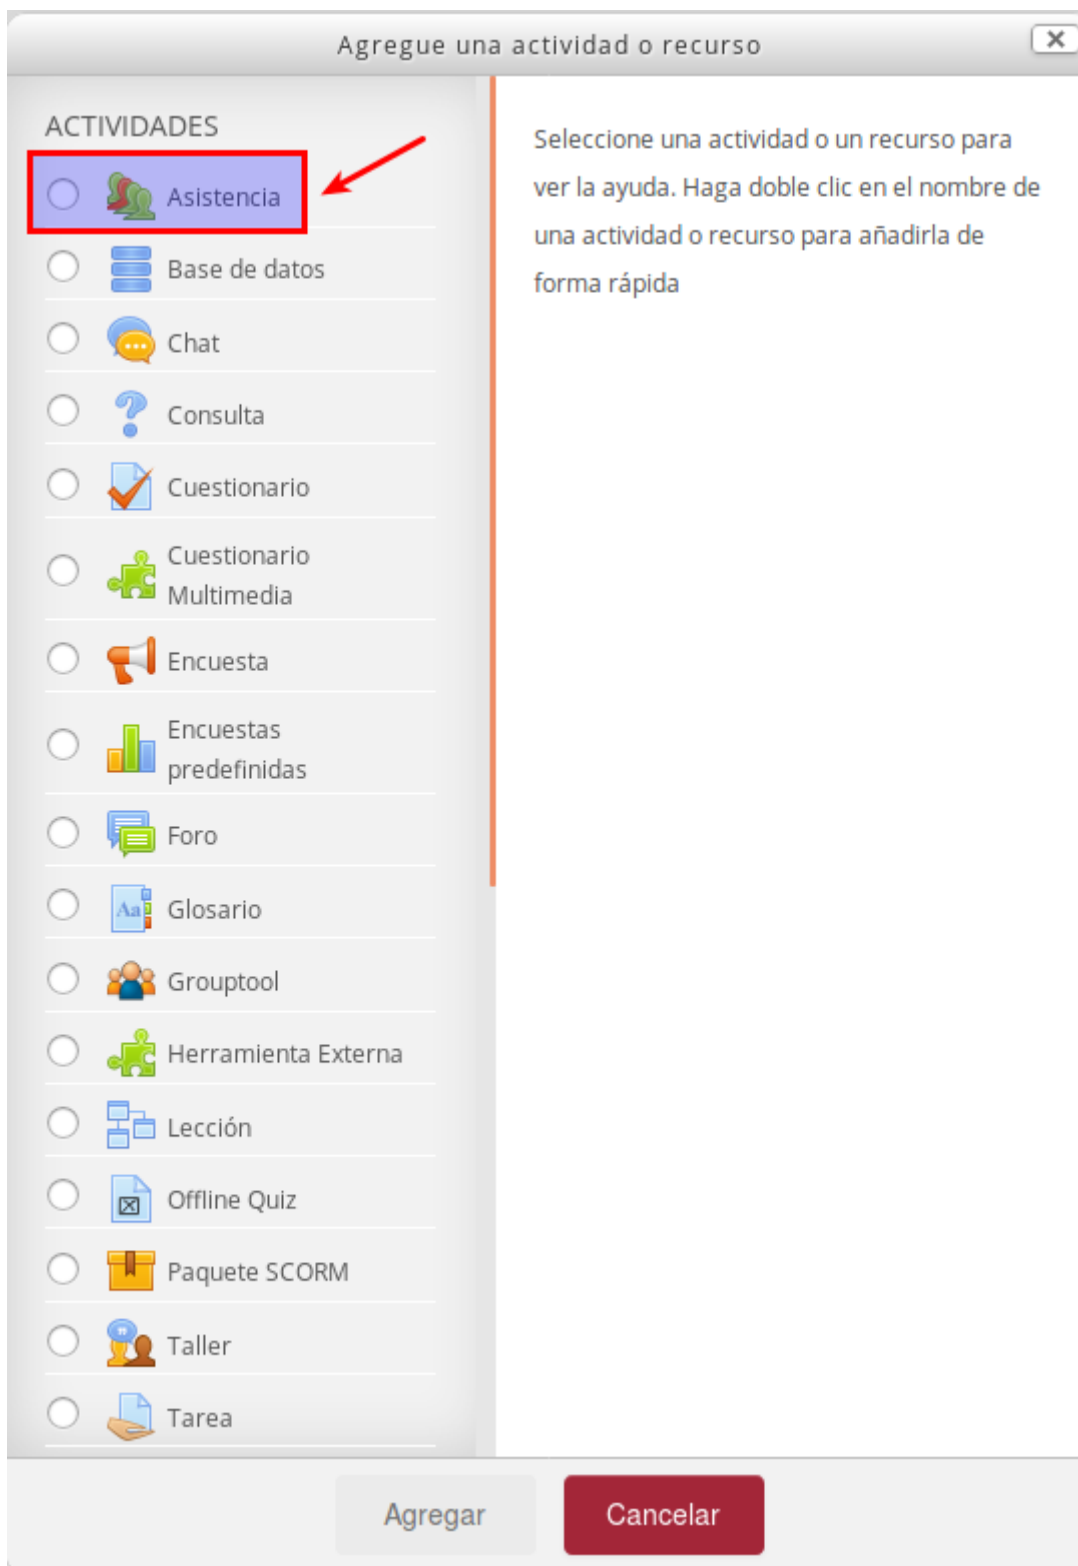 Agregue una actividad o recurso
ACTIVIDADES
Asistencia
Base de datos
Chat
Consulta
Cuestionario
Cuestionario
Multimedia
Encuesta
Encuestas
predefinidas
Foro
Aa
Glosario
Grouptool
Herramienta Externa
Lección
Offline Quiz
Paquete SCORM
Taller
Tarea
Seleccione una actividad o un recurso para
ver la ayuda. Haga doble clic en el nombre de
una actividad o recurso para añadirla de
forma rápida
Agregar
Cancelar